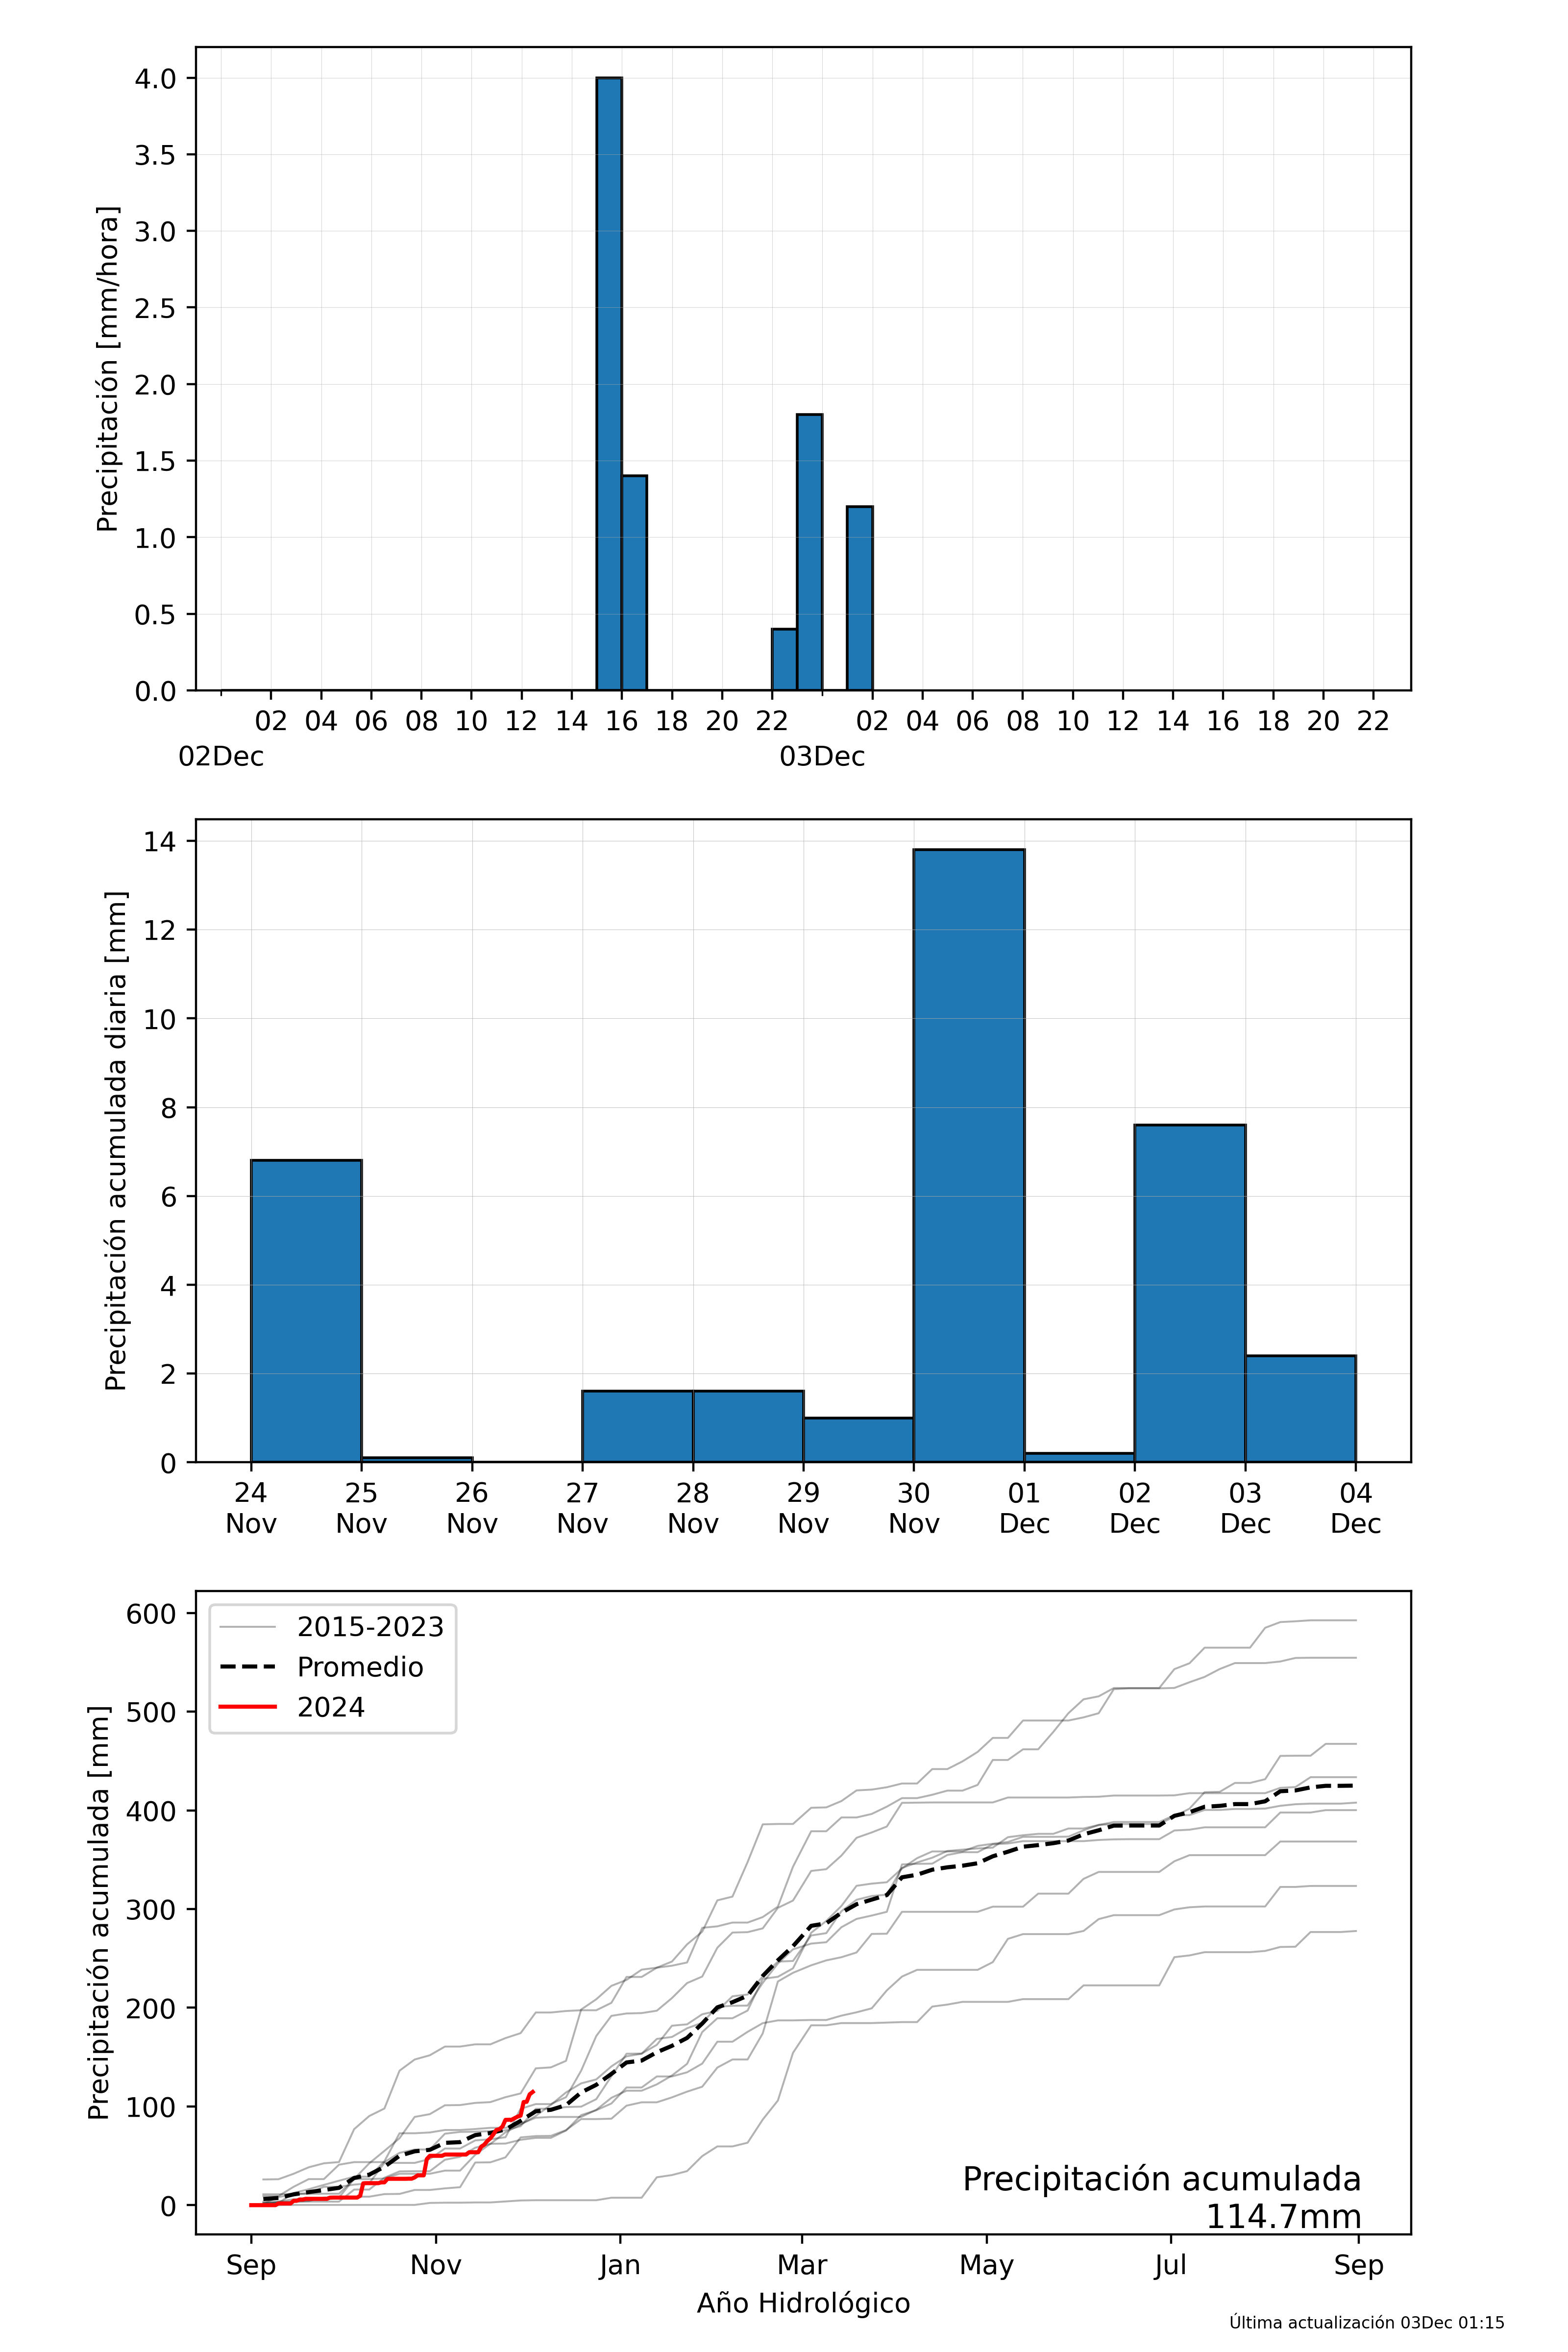 Precipitación [mm/hora]
4.0
3.5
3.0
2.5
2.0
1.5
1.0
0.5
0.0
02 04 06 08 10 12 14 16 18 20 22 02 04 06 08 10 12 14 16 18 20 22
02Dec 03Dec
Precipitación acumulada diaria [mm]
14
12
10
8
6
4
2
0
24 25 26 27 28 29 30 01 02 03 04
Nov Nov Nov Nov Nov Nov Nov Dec Dec Dec Dec
Precipitación acumulada [mm]
600
500
400
300
200
100
0
2015-2023
Promedio
2024
Precipitación acumulada
114.7mm
Sep Nov Jan Mar May Jul Sep
Año Hidrológico
Última actualización 03Dec 01:15